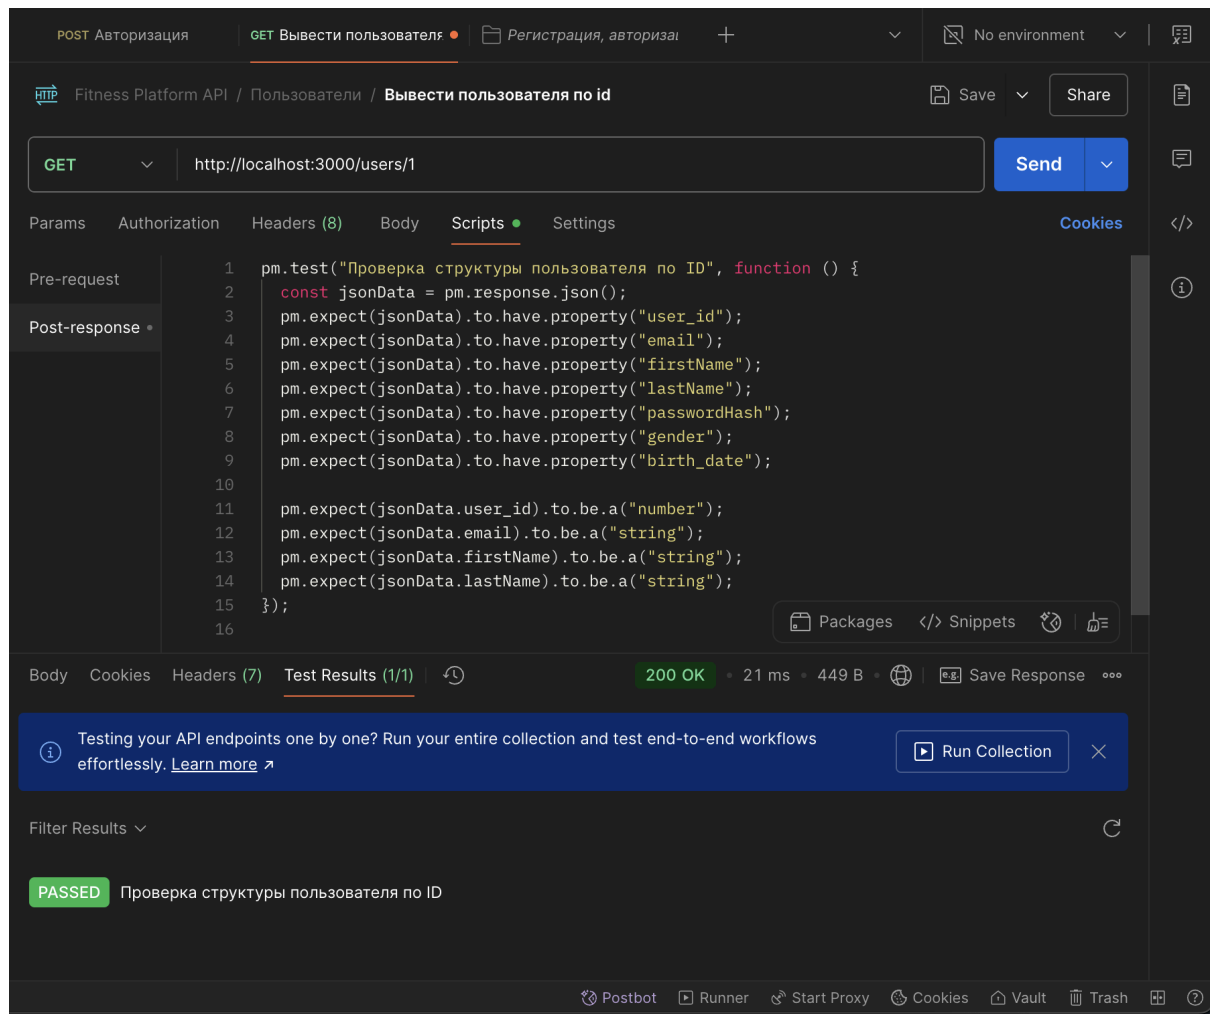 POST Авторизация GET Вывести пользователя Регистрация, авториза No environment
HTTP Fitness Platform API / Пользователи / Вывести пользователя по id Save Share
GET http://localhost:3000/users/1 Send
Params Authorization Headers (8) Body Scripts Settings Cookies
Pre-request
Post-response
1 pm.test("Проверка структуры пользователя по ID", function () {
2 const jsonData = pm.response.json();
3 pm.expect(jsonData).to.have.property("user_id");
4 pm.expect(jsonData).to.have.property("email");
5 pm.expect(jsonData).to.have.property("firstName");
6 pm.expect(jsonData).to.have.property("lastName");
7 pm.expect(jsonData).to.have.property("passwordHash");
8 pm.expect(jsonData).to.have.property("gender");
9 pm.expect(jsonData).to.have.property("birth_date");
10
11 pm.expect(jsonData.user_id).to.be.a("number");
12 pm.expect(jsonData.email).to.be.a("string");
13 pm.expect(jsonData.firstName).to.be.a("string");
14 pm.expect(jsonData.lastName).to.be.a("string");
15 });
16
Packages </> Snippets
Body Cookies Headers (7) Test Results (1/1) 200 OK • 21 ms • 449 B • e.g. Save Response
Testing your API endpoints one by one? Run your entire collection and test end-to-end workflows
effortlessly. Learn more ↗
Run Collection
Filter Results
PASSED Проверка структуры пользователя по ID
Postbot Runner Start Proxy Cookies Vault Trash